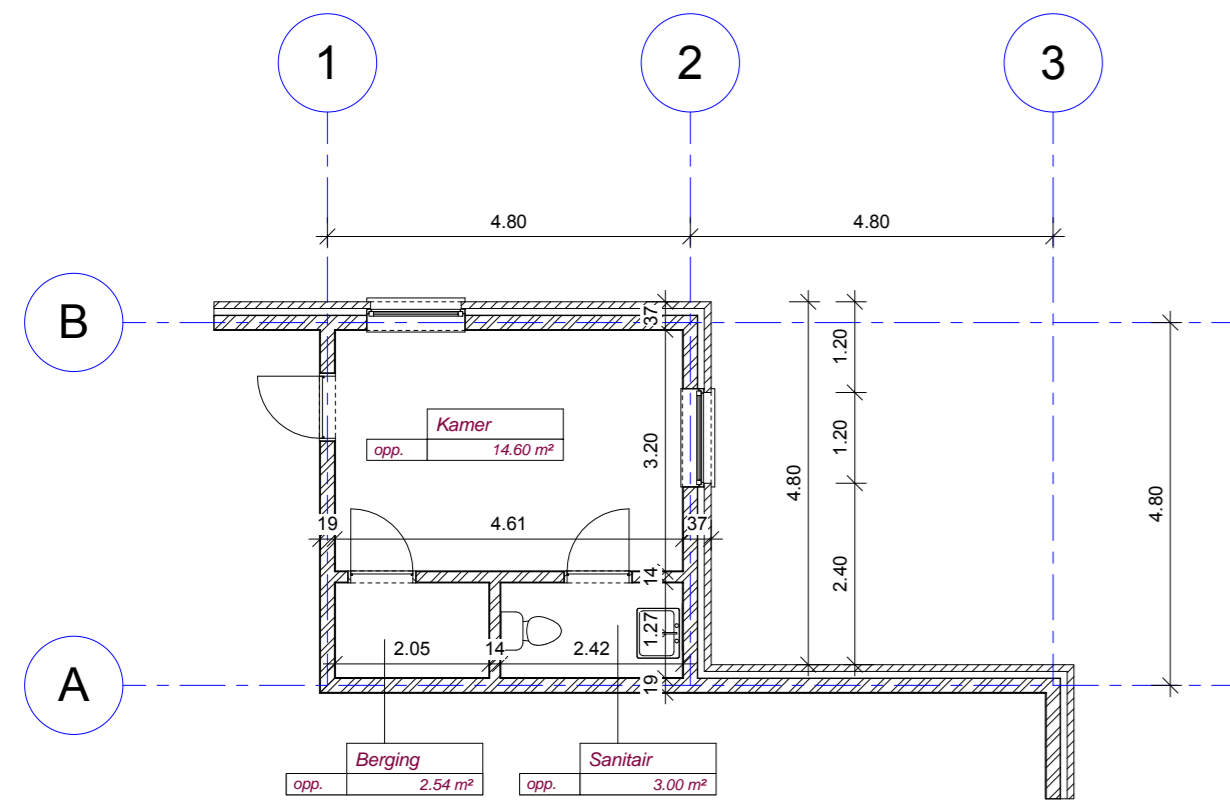 1 2 3
4.80 4.80
B
37
1.20
Kamer
opp. 14.60 m²
3.20
1.20
4.80
4.80
19 4.61 37
14
2.40
1.27
2.05 14 2.42
A
19
Berging
opp. 2.54 m²
Sanitair
opp. 3.00 m²